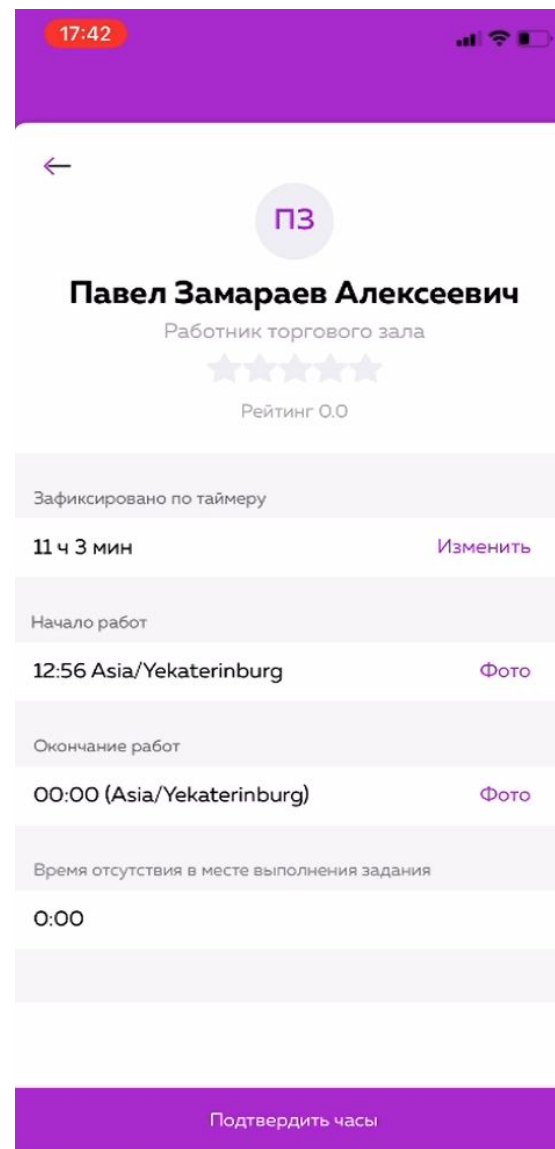 17:42
ПЗ
Павел Замараев Алексеевич
Работник торгового зала
Рейтинг 0.0
Зафиксировано по таймеру
11 ч 3 мин Изменить
Начало работ
12:56 Asia/Yekaterinburg Фото
Окончание работ
00:00 (Asia/Yekaterinburg) Фото
Время отсутствия в месте выполнения задания
0:00
Подтвердить часы